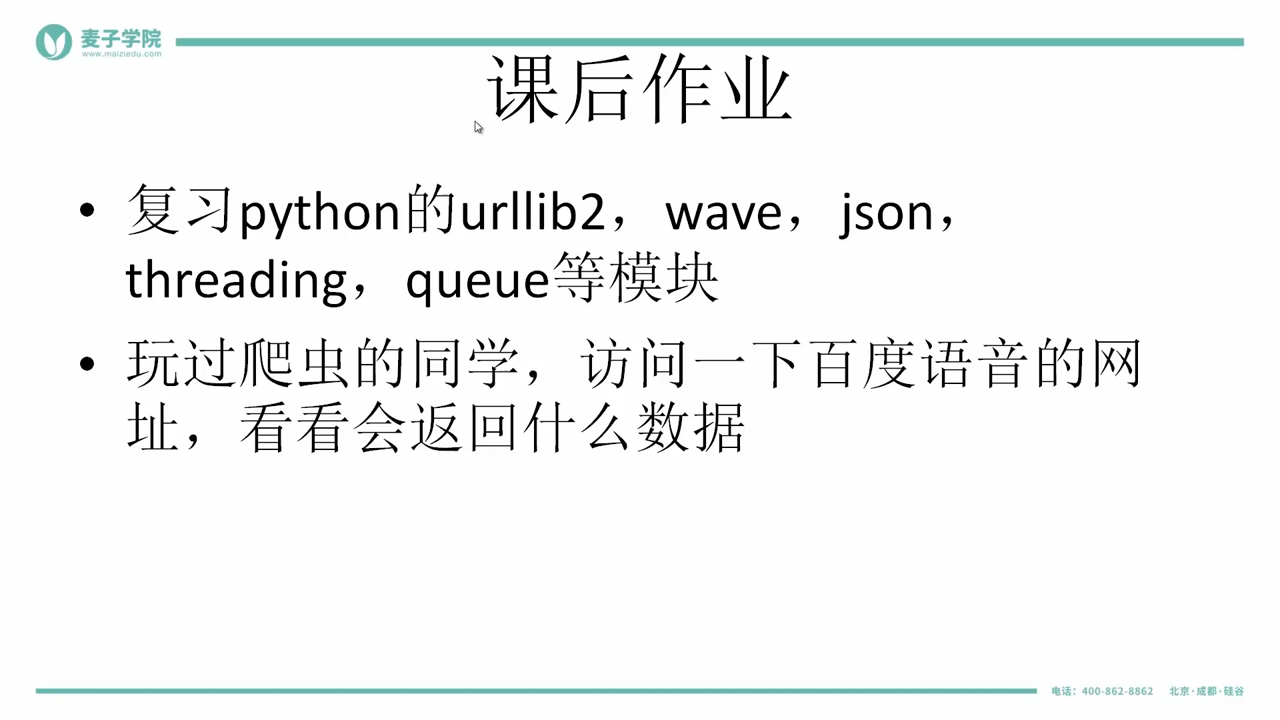 麦子学院
www.maiziedu.com
课后作业
• 复习python的urllib2，wave，json，
threading，queue等模块
• 玩过爬虫的同学，访问一下百度语音的网
址，看看会返回什么数据
电话：400-862-8862 北京·成都·硅谷